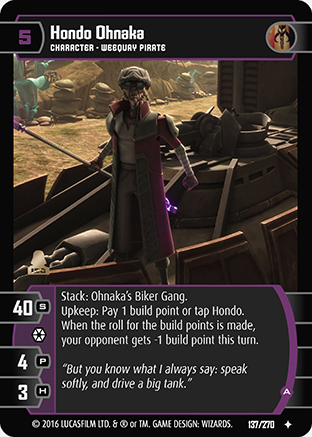 5 Hondo Ohnaka
CHARACTER - WEEQUAY PIRATE
40 S
4 P
3 H
Stack: Ohnaka's Biker Gang.
Upkeep: Pay 1 build point or tap Hondo.
When the roll for the build points is made,
your opponent gets -1 build point this turn.
"But you know what I always say: speak
softly, and drive a big tank."
A
© 2016 LUCASFILM LTD. & ® OR TM. GAME DESIGN: WIZARDS. 137/270